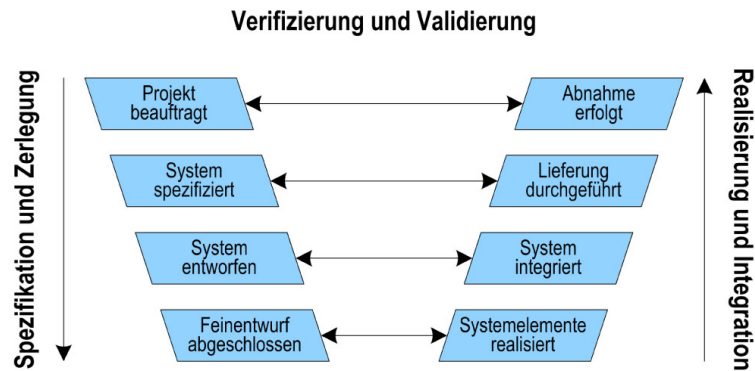 Verifizierung und Validierung
Spezifikation und Zerlegung
Projekt
beauftragt
Abnahme
erfolgt
System
spezifiziert
Lieferung
durchgeführt
System
entworfen
System
integriert
Feinentwurf
abgeschlossen
Systemelemente
realisiert
Realisierung und Integration